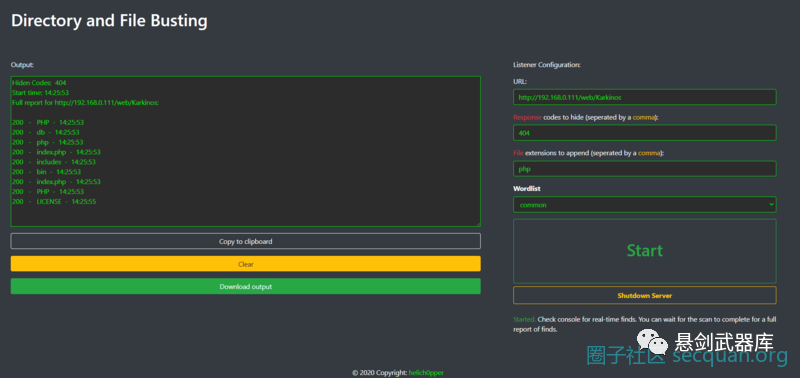 Directory and File Busting
Output:
Hiden Codes: 404
Start time: 14:25:53
Full report for http://192.168.0.111/web/Karkinos:
200 - PHP - 14:25:53
200 - db - 14:25:53
200 - php - 14:25:53
200 - index.php - 14:25:53
200 - includes - 14:25:53
200 - bin - 14:25:53
200 - index.php - 14:25:53
200 - PHP - 14:25:53
200 - LICENSE - 14:25:55
Copy to clipboard
Clear
Download output
Listener Configuration:
URL:
http://192.168.0.111/web/Karkinos
Response codes to hide (seperated by a comma):
404
File extensions to append (seperated by a comma):
php
Wordlist
common
Start
Shutdown Server
Started. Check console for real-time finds. You can wait for the scan to complete for a full
report of finds.
悬剑武器库
圈子社区 secquan.org
© 2020 Copyright: helich0pper